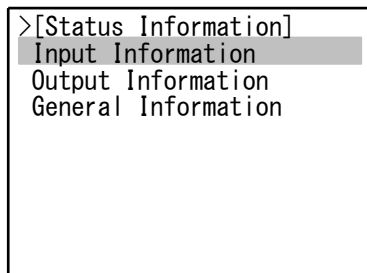 >[Status Information]
Input Information
Output Information
General Information